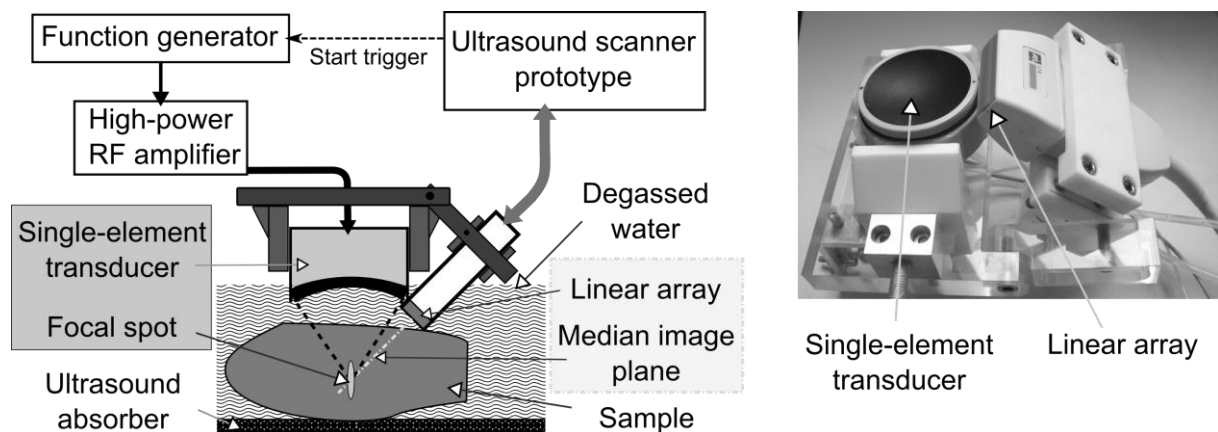 Function generator
Start trigger
Ultrasound scanner
prototype
High-power
RF amplifier
Degassed
water
Single-element
transducer
Linear array
Focal spot
Median image
plane
Ultrasound
absorber
Sample
Single-element
transducer
Linear array